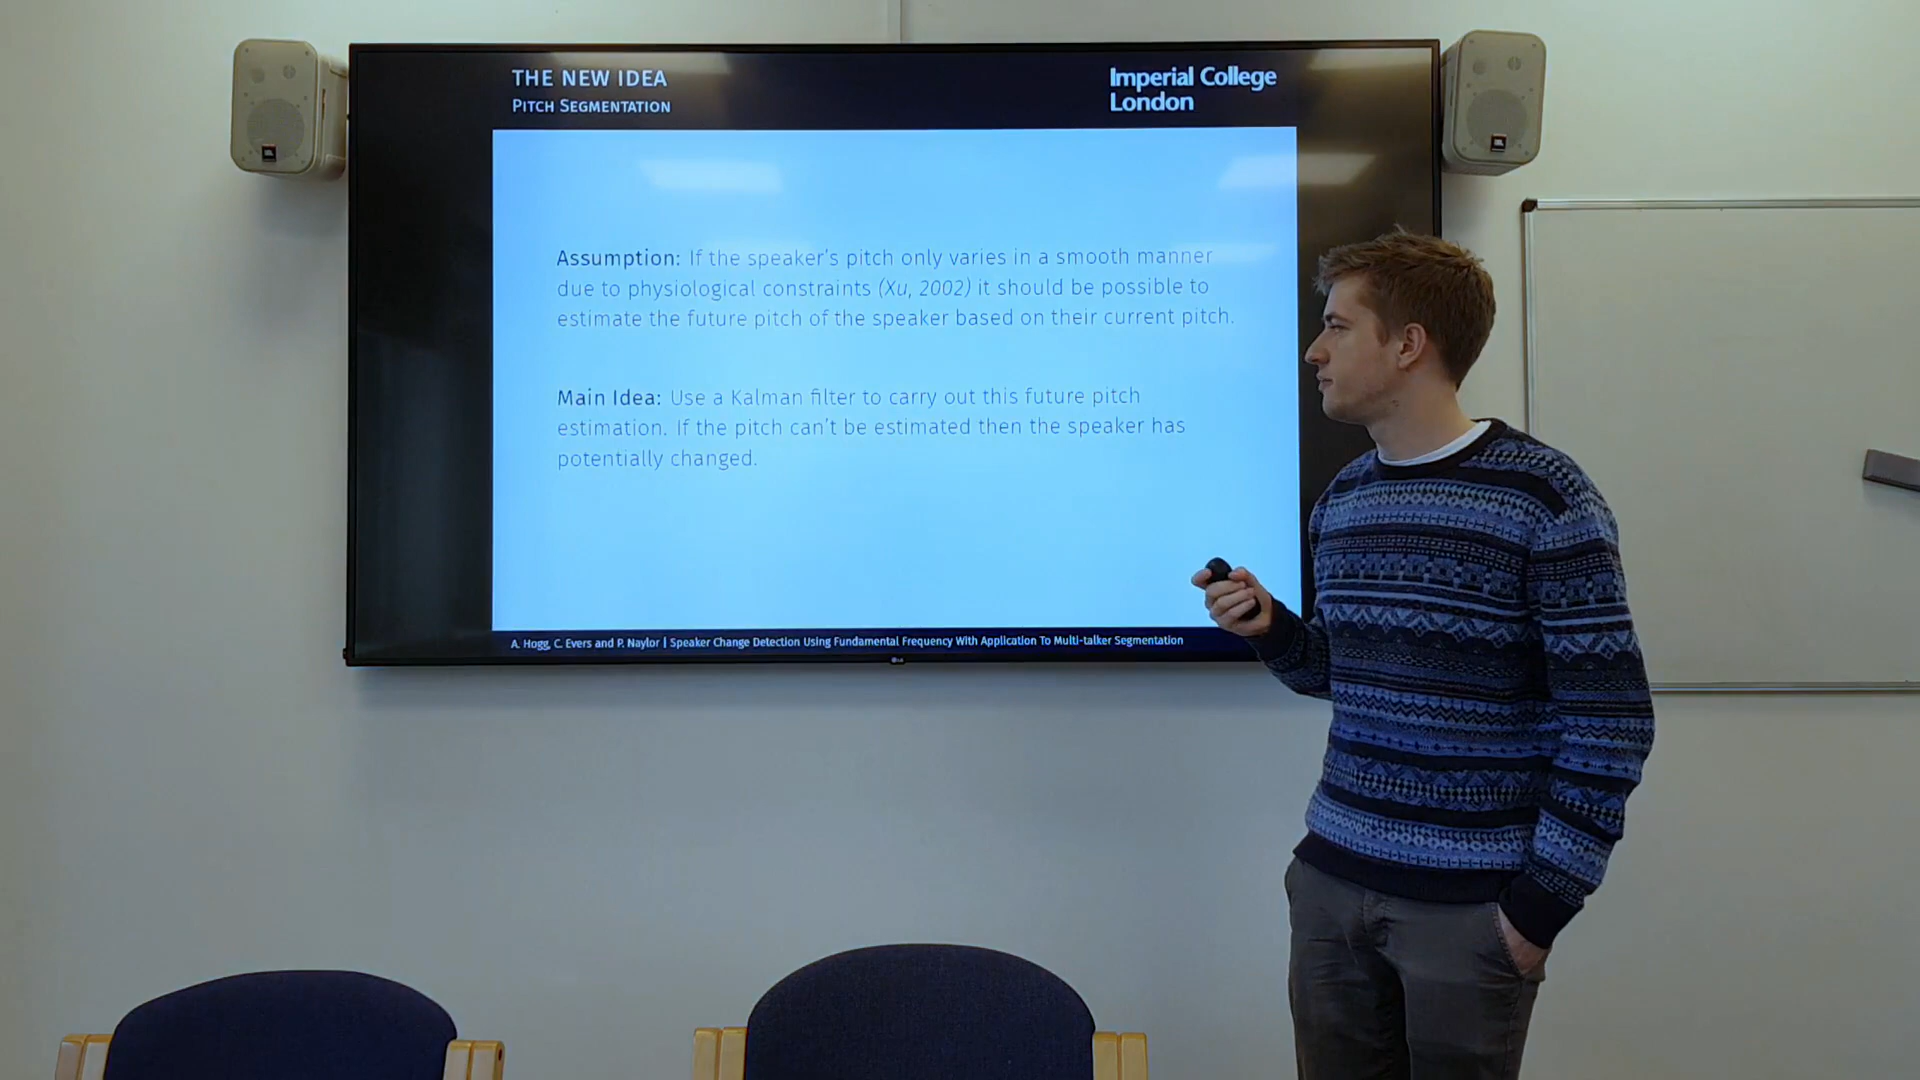 THE NEW IDEA
PITCH SEGMENTATION
Imperial College
London
Assumption: If the speaker's pitch only varies in a smooth manner
due to physiological constraints (Xu, 2002) it should be possible to
estimate the future pitch of the speaker based on their current pitch.
Main Idea: Use a Kalman filter to carry out this future pitch
estimation. If the pitch can't be estimated then the speaker has
potentially changed.
A. Hogg, C. Evers and P. Naylor | Speaker Change Detection Using Fundamental Frequency With Application To Multi-talker Segmentation
LG
JBL
JBL